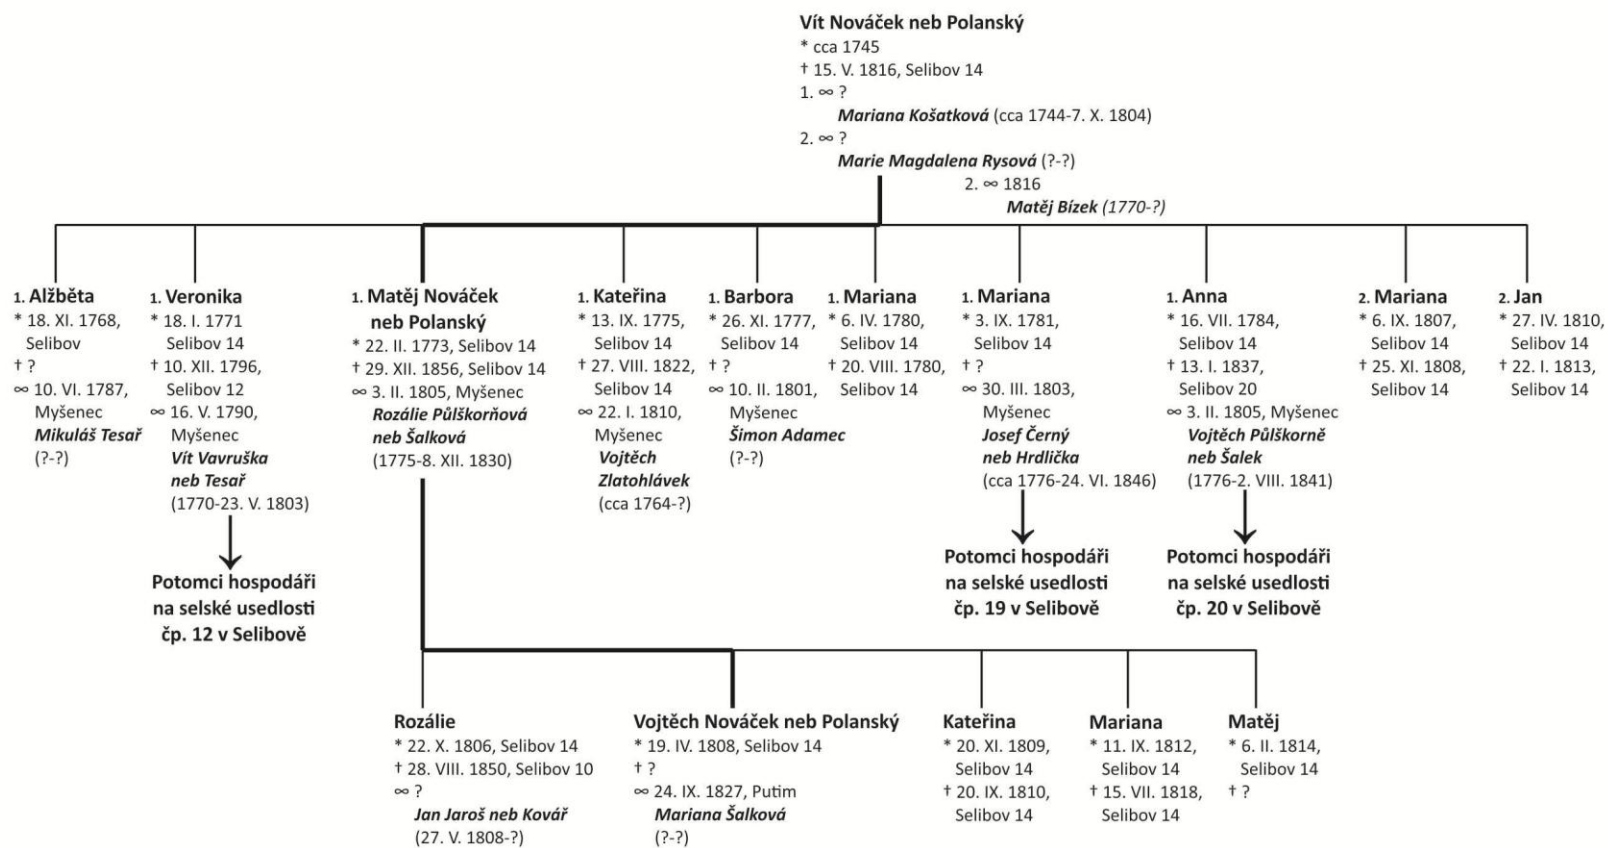 Vít Nováček neb Polanský
* cca 1745
† 15. V. 1816, Selibov 14
1. ∞ ?
Mariana Košatková (cca 1744-7. X. 1804)
2. ∞ ?
Marie Magdalena Rysová (?-?)
2. ∞ 1816
Matěj Bízek (1770-?)
1. Alžběta
* 18. XI. 1768,
Selibov
† ?
∞ 10. VI. 1787,
Myšenec
Mikuláš Tesař
(?-?)
1. Veronika
* 18. I. 1771
Selibov 14
† 10. XII. 1796,
Selibov 12
∞ 16. V. 1790,
Myšenec
Vít Vavruška
neb Tesař
(1770-23. V. 1803)
Potomci hospodáři
na selské usedlosti
čp. 12 v Selibově
1. Matěj Nováček
neb Polanský
* 22. II. 1773, Selibov 14
† 29. XII. 1856, Selibov 14
∞ 3. II. 1805, Myšenec
Rozálie Půlškorňová
neb Šalková
(1775-8. XII. 1830)
1. Kateřina
* 13. IX. 1775,
Selibov 14
† 27. VIII. 1822,
Selibov 14
∞ 22. I. 1810,
Myšenec
Vojtěch
Zlatohlávek
(cca 1764-?)
1. Barbora
* 26. XI. 1777,
Selibov 14
† ?
∞ 10. II. 1801,
Myšenec
Šimon Adamec
(?-?)
1. Mariana
* 6. IV. 1780,
Selibov 14
† 20. VIII. 1780,
Selibov 14
1. Mariana
* 3. IX. 1781,
Selibov 14
† ?
∞ 30. III. 1803,
Myšenec
Josef Černý
neb Hrdlička
(cca 1776-24. VI. 1846)
Potomci hospodáři
na selské usedlosti
čp. 19 v Selibově
1. Anna
* 16. VII. 1784,
Selibov 14
† 13. I. 1837,
Selibov 20
∞ 3. II. 1805, Myšenec
Vojtěch Půlškorně
neb Šalek
(1776-2. VIII. 1841)
Potomci hospodáři
na selské usedlosti
čp. 20 v Selibově
2. Mariana
* 6. IX. 1807,
Selibov 14
† 25. XI. 1808,
Selibov 14
2. Jan
* 27. IV. 1810,
Selibov 14
† 22. I. 1813,
Selibov 14
Rozálie
* 22. X. 1806, Selibov 14
† 28. VIII. 1850, Selibov 10
∞ ?
Jan Jaroš neb Kovář
(27. V. 1808-?)
Vojtěch Nováček neb Polanský
* 19. IV. 1808, Selibov 14
† ?
∞ 24. IX. 1827, Putim
Mariana Šalková
(?-?)
Kateřina
* 20. XI. 1809,
Selibov 14
† 20. IX. 1810,
Selibov 14
Mariana
* 11. IX. 1812,
Selibov 14
† 15. VII. 1818,
Selibov 14
Matěj
* 6. II. 1814,
Selibov 14
† ?